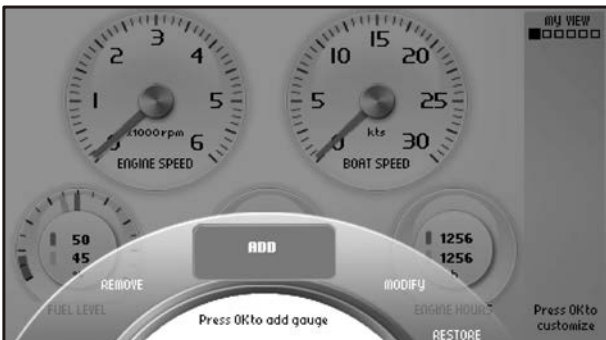 MY VIEW
0 1 2 3 4 5 6
x1000 rpm
ENGINE SPEED
0 5 10 15 20 25 30
kts
BOAT SPEED
50
45
FUEL LEVEL
1256
1256
h
ENGINE HOURS
REMOVE
ADD
MODIFY
RESTORE
Press OK to add gauge
Press OK to
customize